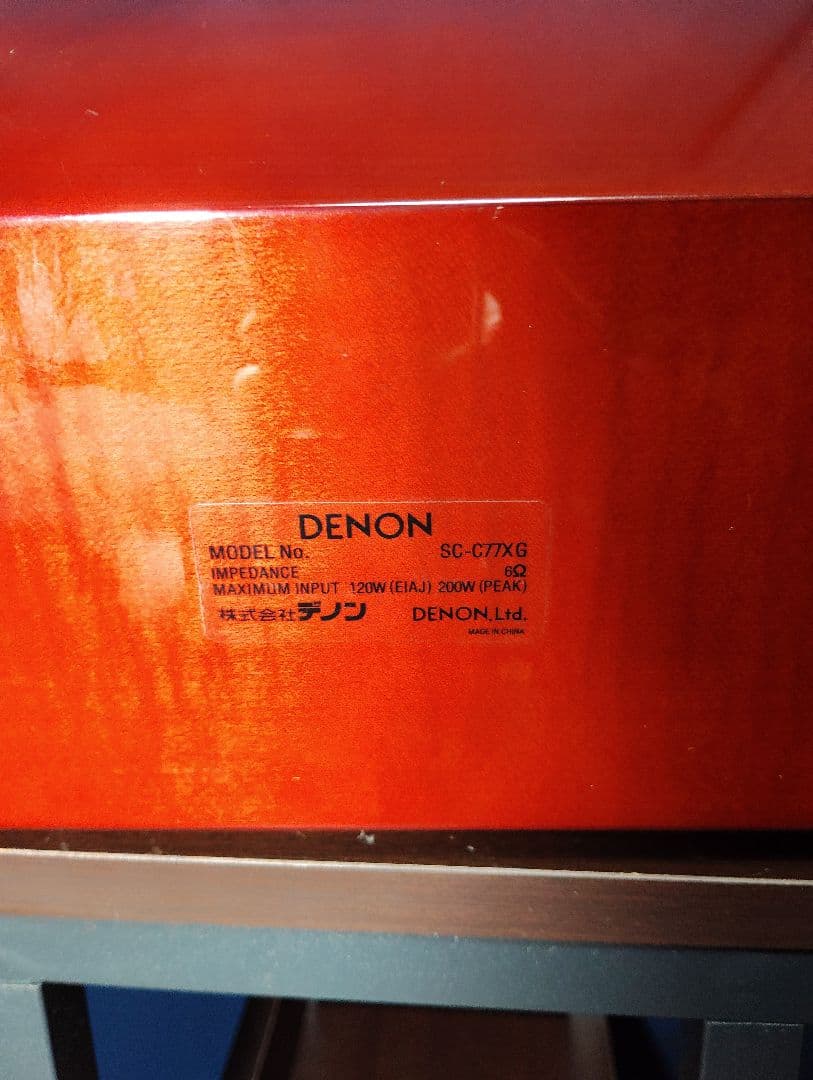 DENON
MODEL No. SC-C77XG
IMPEDANCE 6Ω
MAXIMUM INPUT 120W(EIAJ) 200W(PEAK)
株式会社デノン DENON,Ltd.
MADE IN CHINA